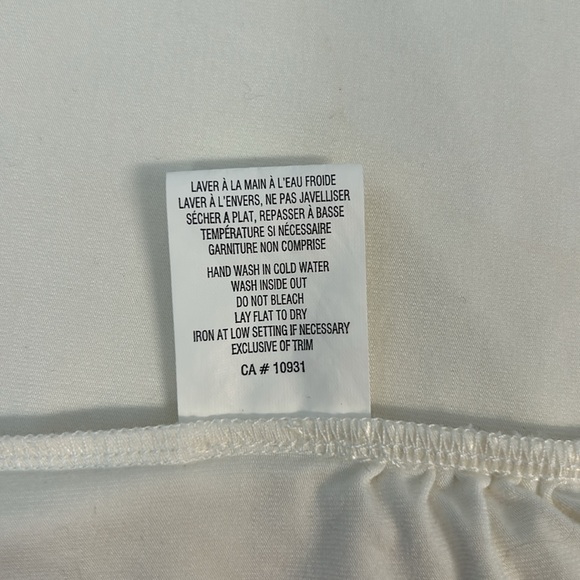 LAVER À LA MAIN À L'EAU FROIDE
LAVER À L'ENVERS, NE PAS JAVELLISER
SÉCHER A PLAT, REPASSER À BASSE
TEMPÉRATURE SI NÉCESSAIRE
GARNITURE NON COMPRISE
HAND WASH IN COLD WATER
WASH INSIDE OUT
DO NOT BLEACH
LAY FLAT TO DRY
IRON AT LOW SETTING IF NECESSARY
EXCLUSIVE OF TRIM
CA # 10931